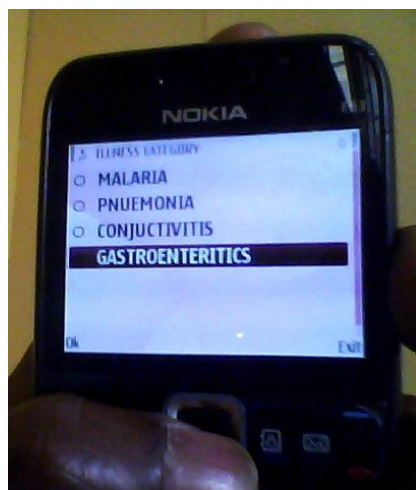 NOKIA
ILLNESS CATEGORY
MALARIA
PNUEMONIA
CONJUCTIVITIS
GASTROENTERITICS
Ok Exit